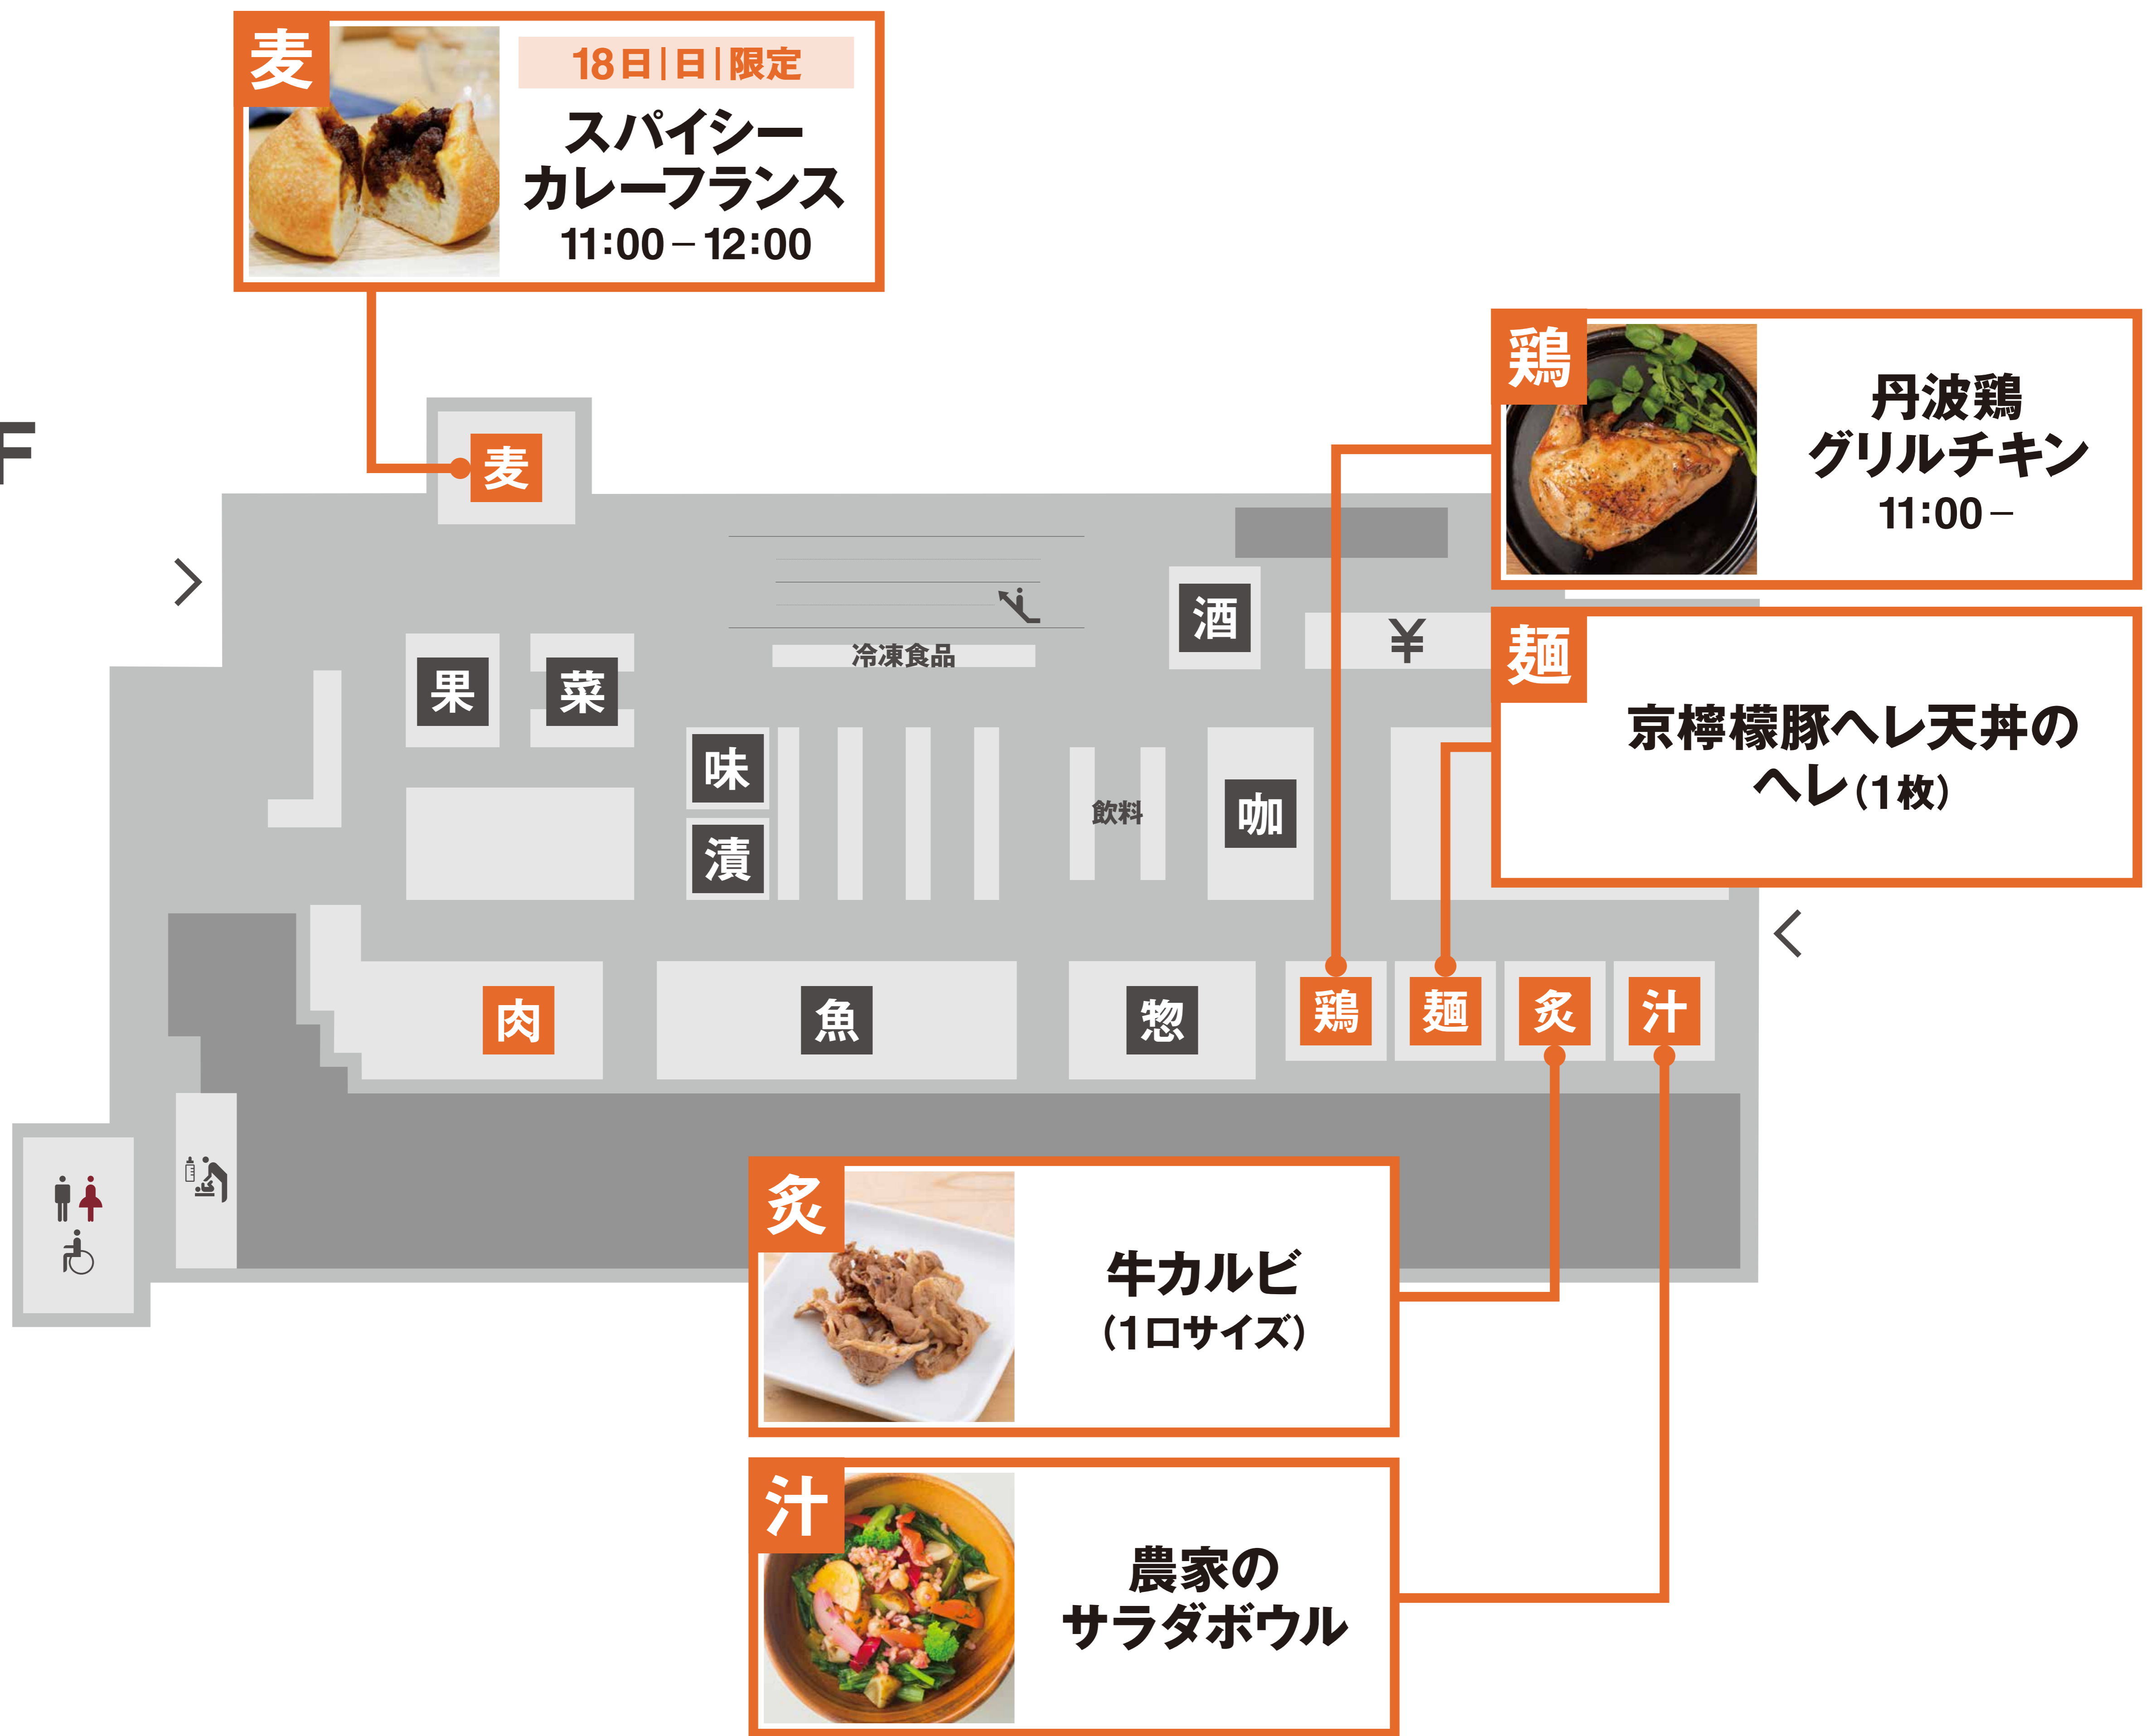 麦
18日|日|限定
スパイシー
カレーフランス
11:00–12:00
鶏
丹波鶏
グリルチキン
11:00–
麺
京檸檬豚ヘレ天丼の
ヘレ(1枚)
麦
酒
¥
冷凍食品
果
菜
味
漬
飲料
咖
肉
魚
惣
鶏
麺
炙
汁
炙
牛カルビ
(1口サイズ)
汁
農家の
サラダボウル